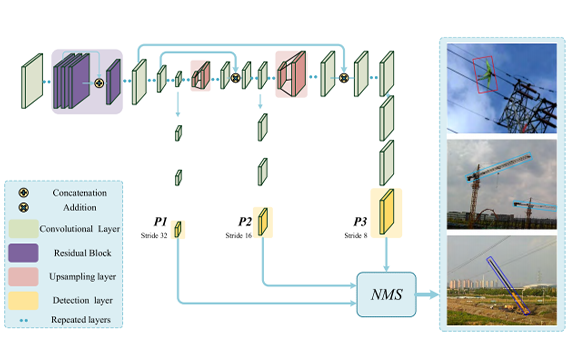 P1
Stride 32
P2
Stride 16
P3
Stride 8
NMS
Concatenation
Addition
Convolutional Layer
Residual Block
Upsampling layer
Detection layer
Repeated layers